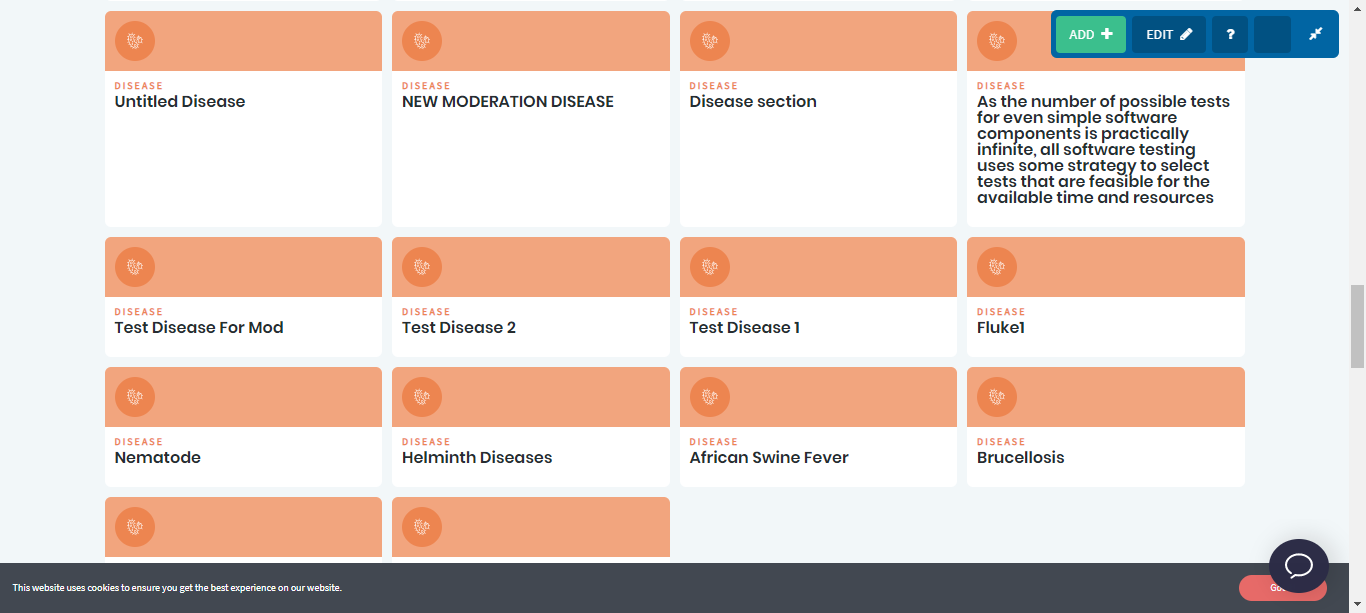 ADD
EDIT
?
DISEASE
Untitled Disease
DISEASE
NEW MODERATION DISEASE
DISEASE
Disease section
DISEASE
As the number of possible tests
for even simple software
components is practically
infinite, all software testing
uses some strategy to select
tests that are feasible for the
available time and resources
DISEASE
Test Disease For Mod
DISEASE
Test Disease 2
DISEASE
Test Disease 1
DISEASE
Fluke1
DISEASE
Nematode
DISEASE
Helminth Diseases
DISEASE
African Swine Fever
DISEASE
Brucellosis
This website uses cookies to ensure you get the best experience on our website.